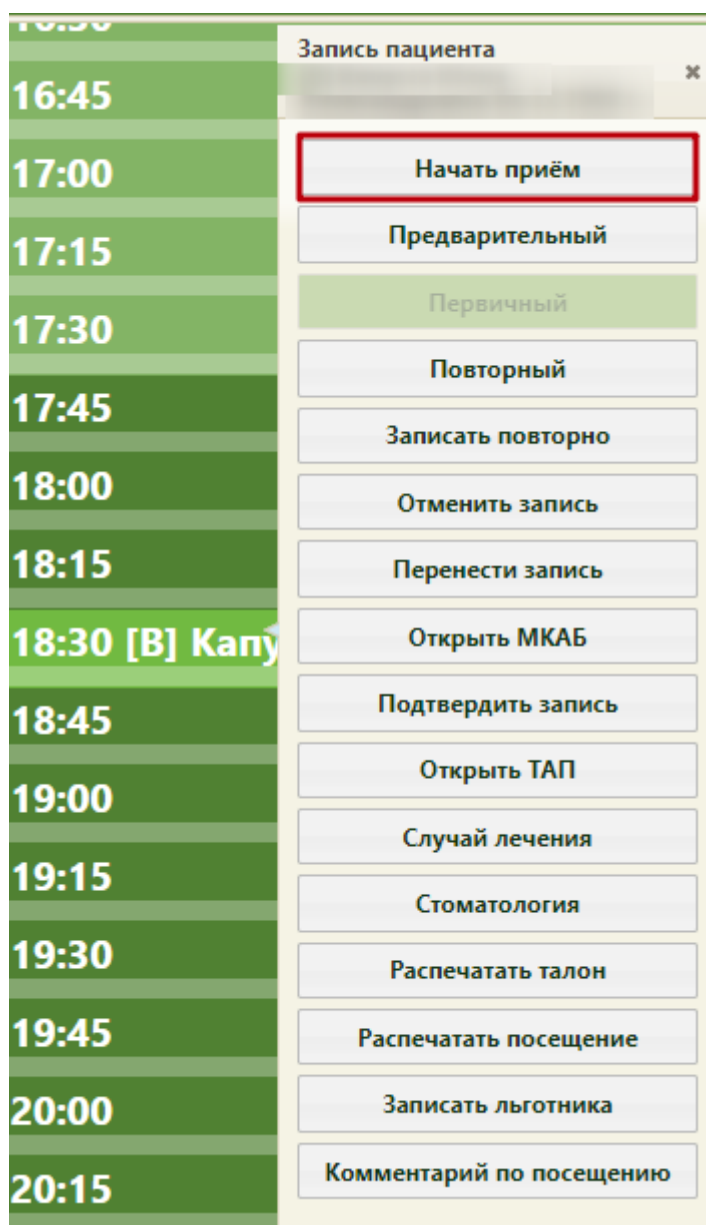 Запись пациента
16:45
17:00
17:15
17:30
17:45
18:00
18:15
18:30 [В]
18:45
19:00
19:15
19:30
19:45
20:00
20:15
Начать приём
Предварительный
Первичный
Повторный
Записать повторно
Отменить запись
Перенести запись
Открыть МКАБ
Подтвердить запись
Открыть ТАП
Случай лечения
Стоматология
Распечатать талон
Распечатать посещение
Записать льготника
Комментарий по посещению